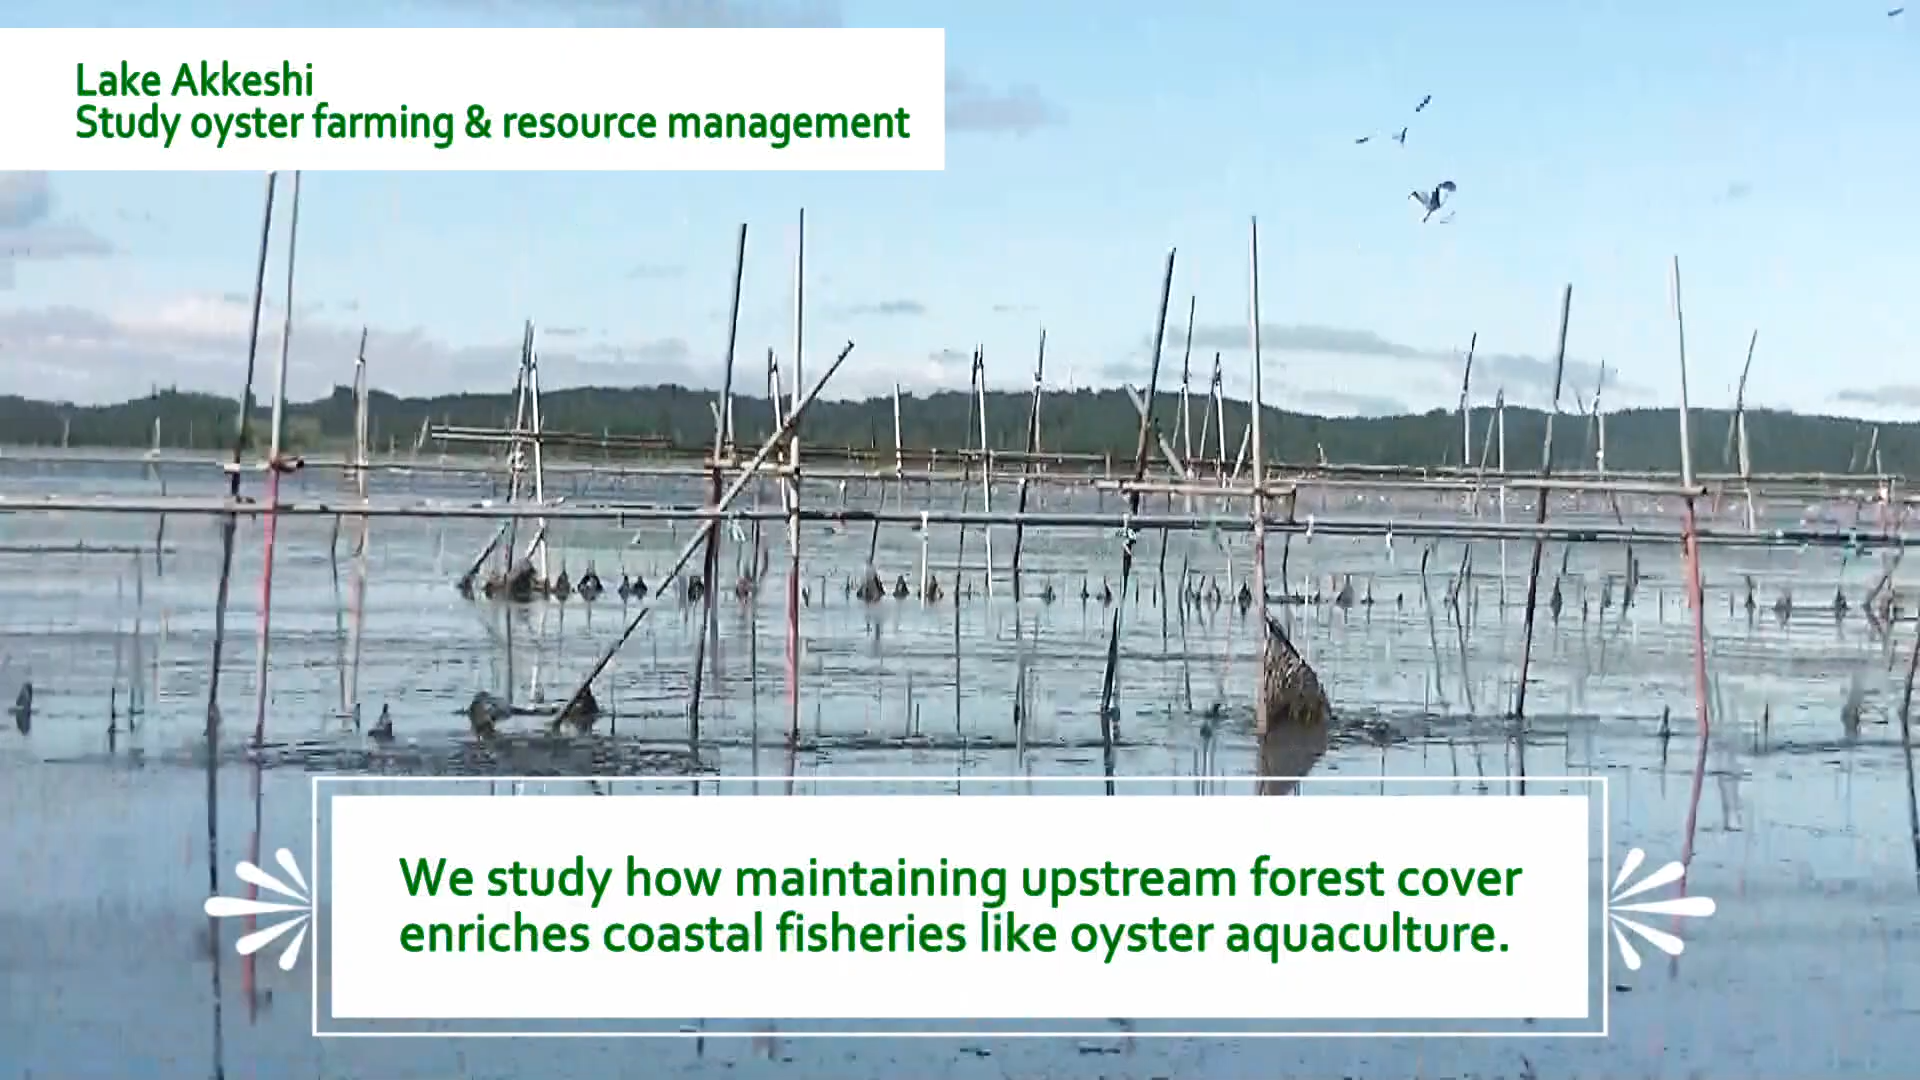 Lake Akkeshi
Study oyster farming & resource management
We study how maintaining upstream forest cover
enriches coastal fisheries like oyster aquaculture.